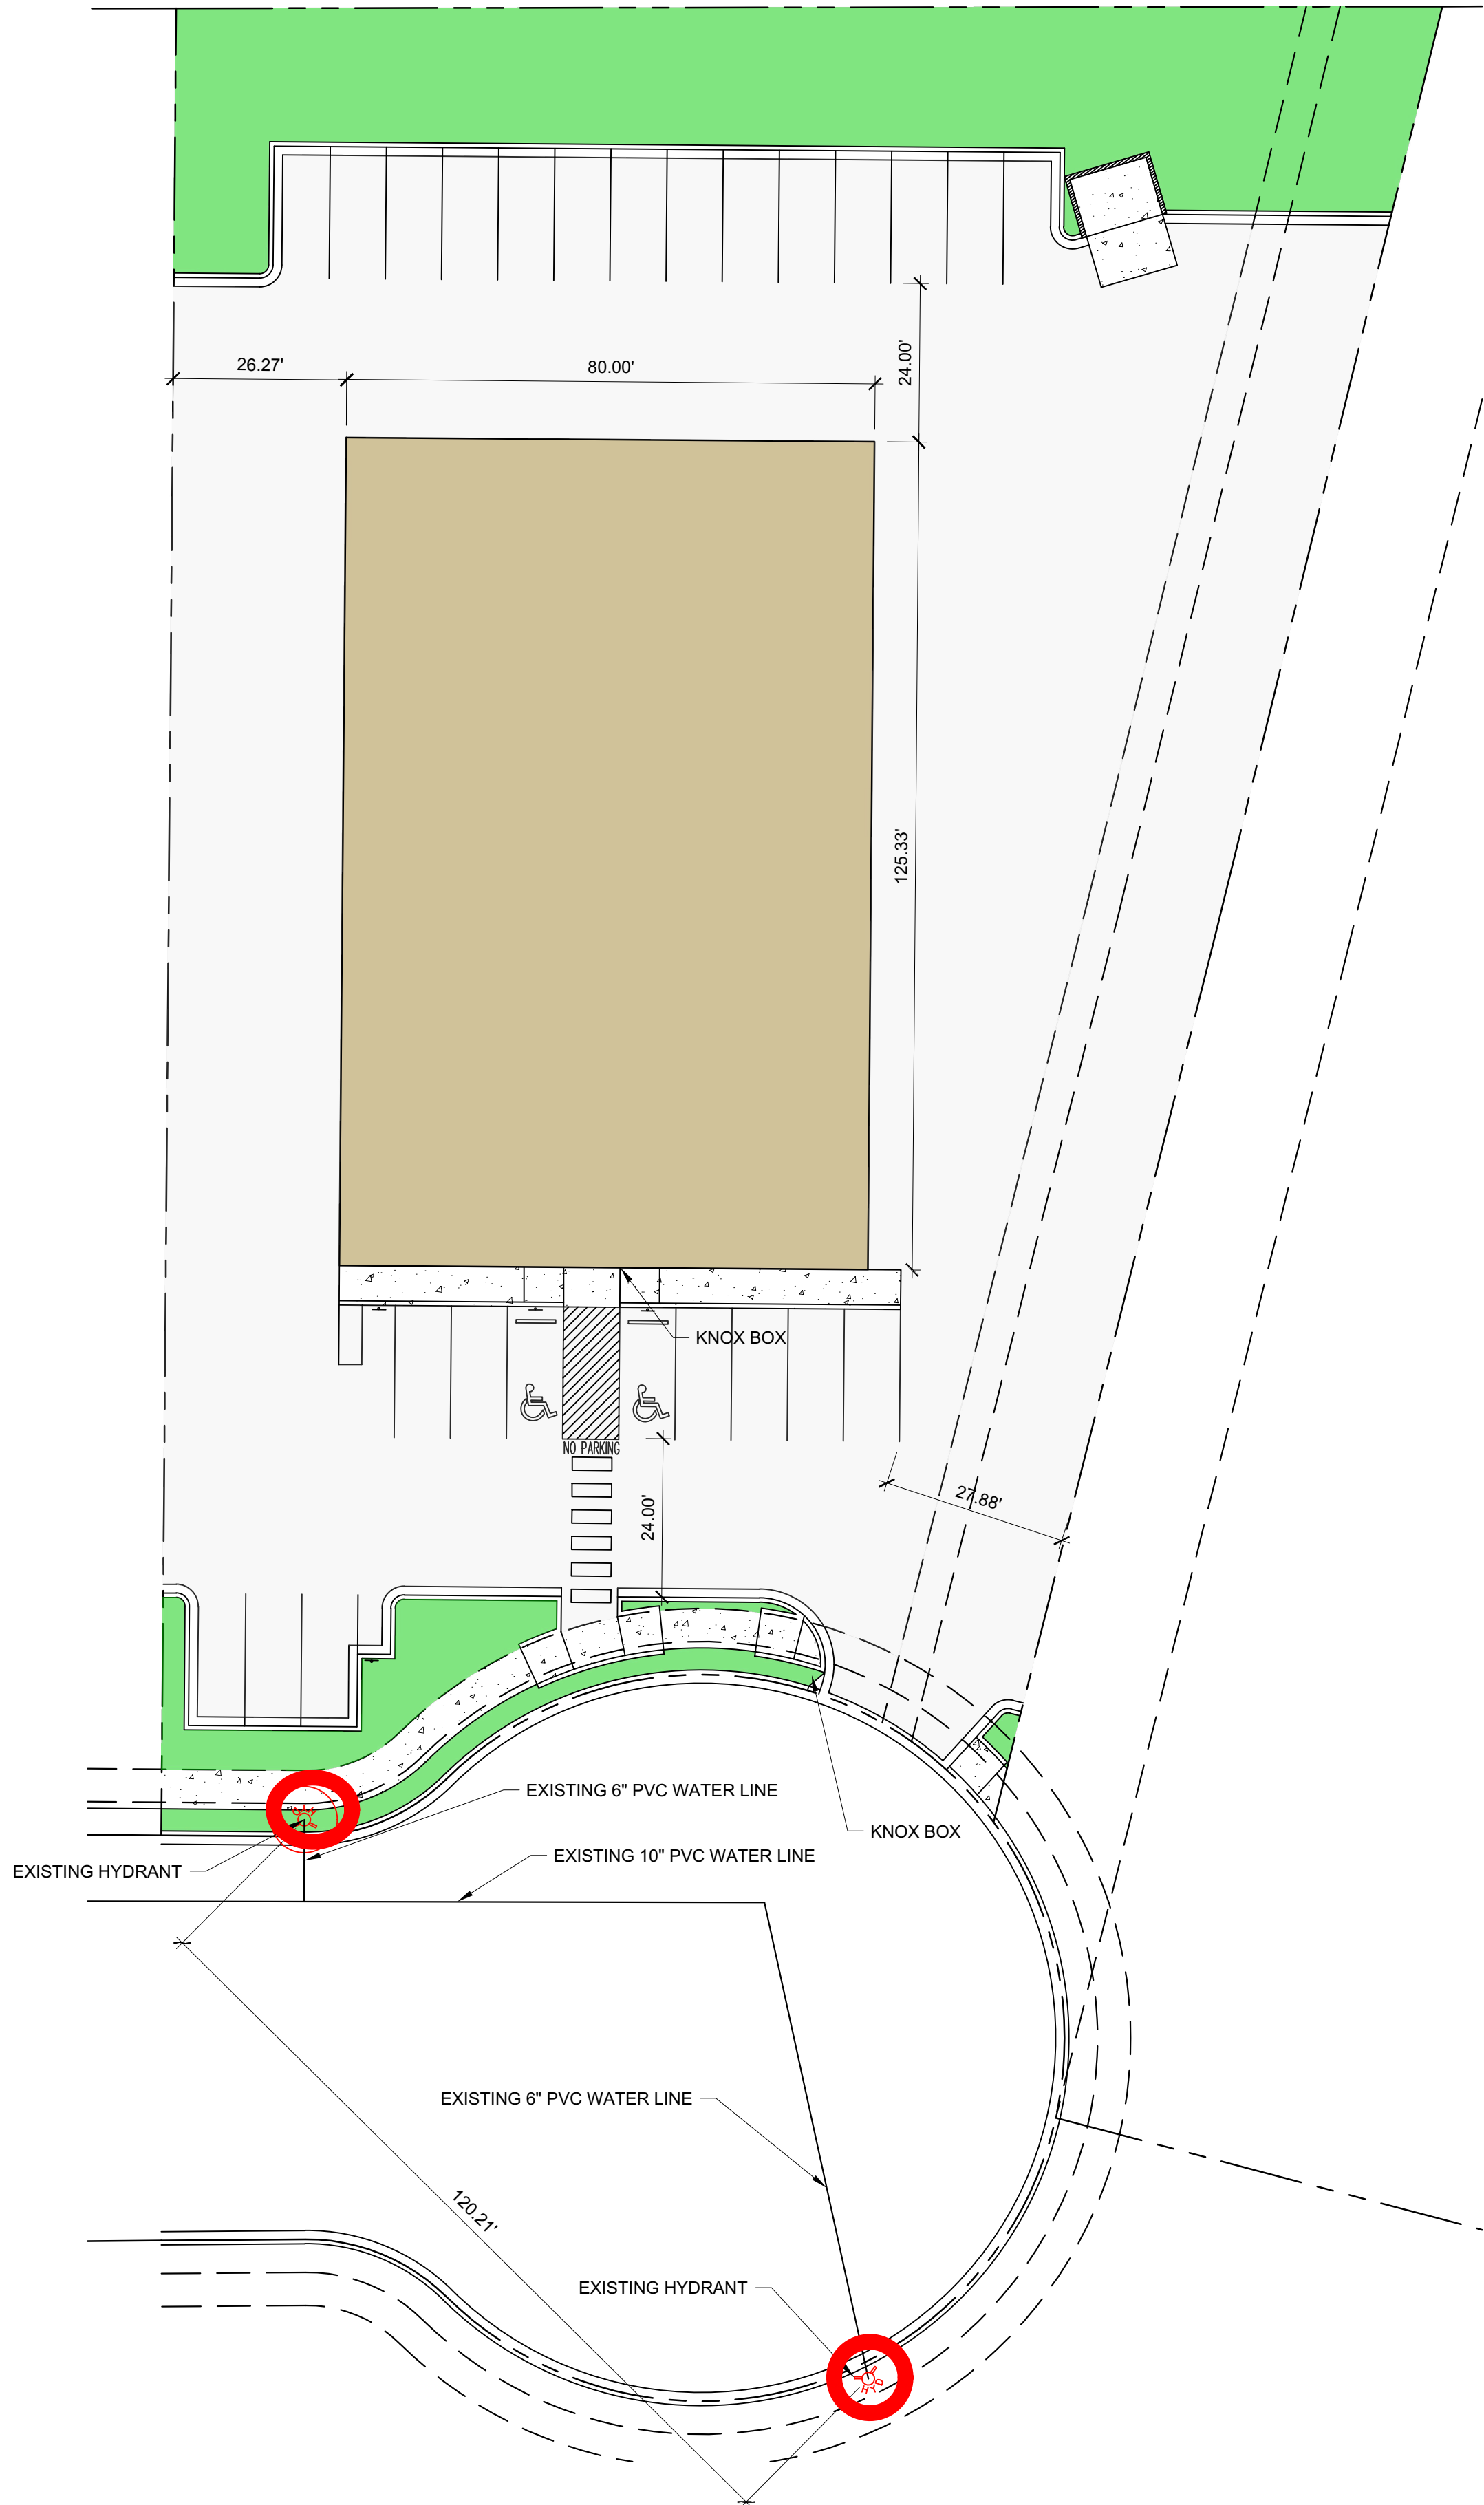 26.27'
80.00'
24.00'
125.33'
KNOX BOX
NO PARKING
27.88'
24.00'
EXISTING 6" PVC WATER LINE
KNOX BOX
EXISTING 10" PVC WATER LINE
EXISTING HYDRANT
EXISTING 6" PVC WATER LINE
120.21'
EXISTING HYDRANT